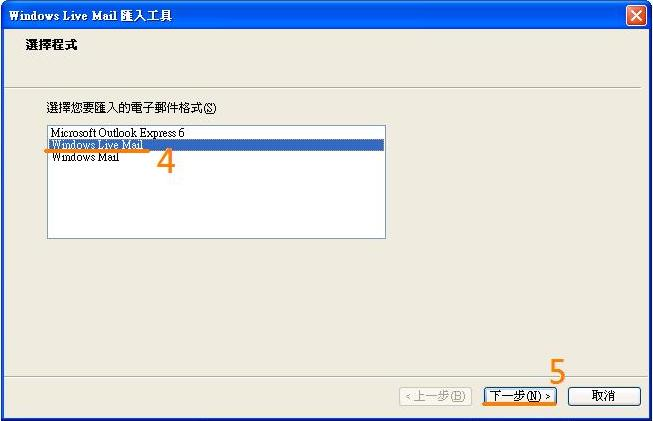 Windows Live Mail 匯入工具
選擇程式
選擇您要匯入的電子郵件格式(S)
Microsoft Outlook Express 6
Windows Live Mail
4
Windows Mail
5
<上一步(B) 下一步(N) > 取消